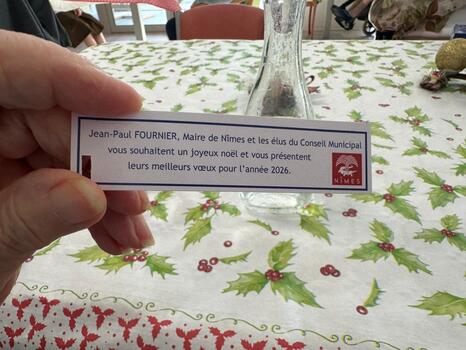 Jean-Paul FOURNIER, Maire de Nîmes et les élus du Conseil Municipal
vous souhaitent un joyeux noël et vous présentent
leurs meilleurs vœux pour l'année 2026.
NÎMES